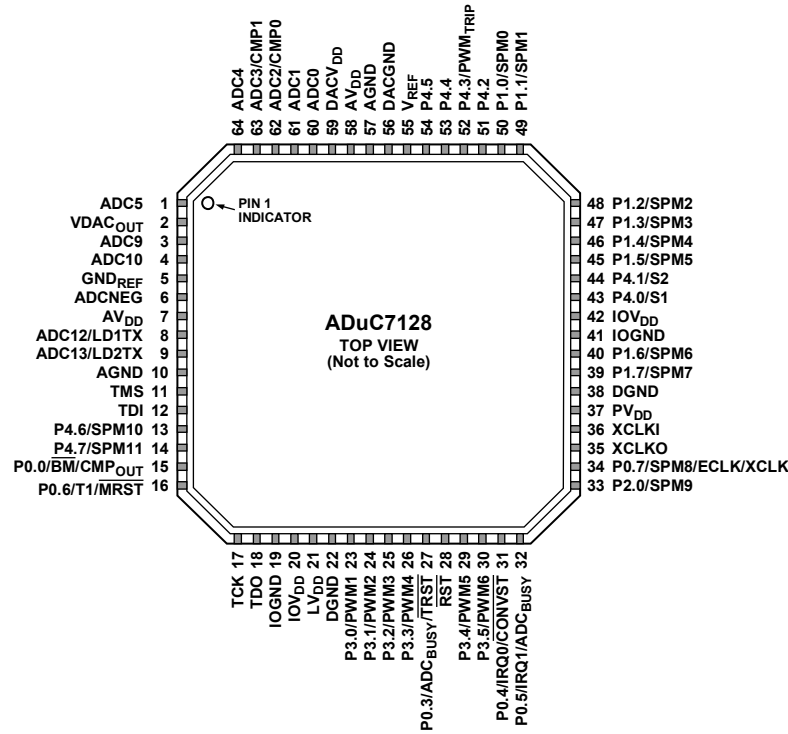 64 ADC4
63 ADC3/CMP1
62 ADC2/CMP0
61 ADC1
60 ADC0
59 DACVDD
58 AVDD
57 AGND
56 DACGND
55 VREF
54 P4.5
53 P4.4
52 P4.3/PWMTRIP
51 P4.2
50 P1.0/SPM0
49 P1.1/SPM1
ADC5 1
VDACOUT 2
ADC9 3
ADC10 4
GNDREF 5
ADCNEG 6
AVDD 7
ADC12/LD1TX 8
ADC13/LD2TX 9
AGND 10
TMS 11
TDI 12
P4.6/SPM10 13
P4.7/SPM11 14
P0.0/BM/CMPOUT 15
P0.6/T1/MRST 16
PIN 1
INDICATOR
ADuC7128
TOP VIEW
(Not to Scale)
48 P1.2/SPM2
47 P1.3/SPM3
46 P1.4/SPM4
45 P1.5/SPM5
44 P4.1/S2
43 P4.0/S1
42 IOVDD
41 IOGND
40 P1.6/SPM6
39 P1.7/SPM7
38 DGND
37 PVDD
36 XCLKI
35 XCLKO
34 P0.7/SPM8/ECLK/XCLK
33 P2.0/SPM9
TCK 17
TDO 18
IOGND 19
IOVDD 20
LVDD 21
DGND 22
P3.0/PWM1 23
P3.1/PWM2 24
P3.2/PWM3 25
P3.3/PWM4 26
P0.3/ADCBUSY/TRST 27
RST 28
P3.4/PWM5 29
P3.5/PWM6 30
P0.4/IRQ0/CONVST 31
P0.5/IRQ1/ADCBUSY 32